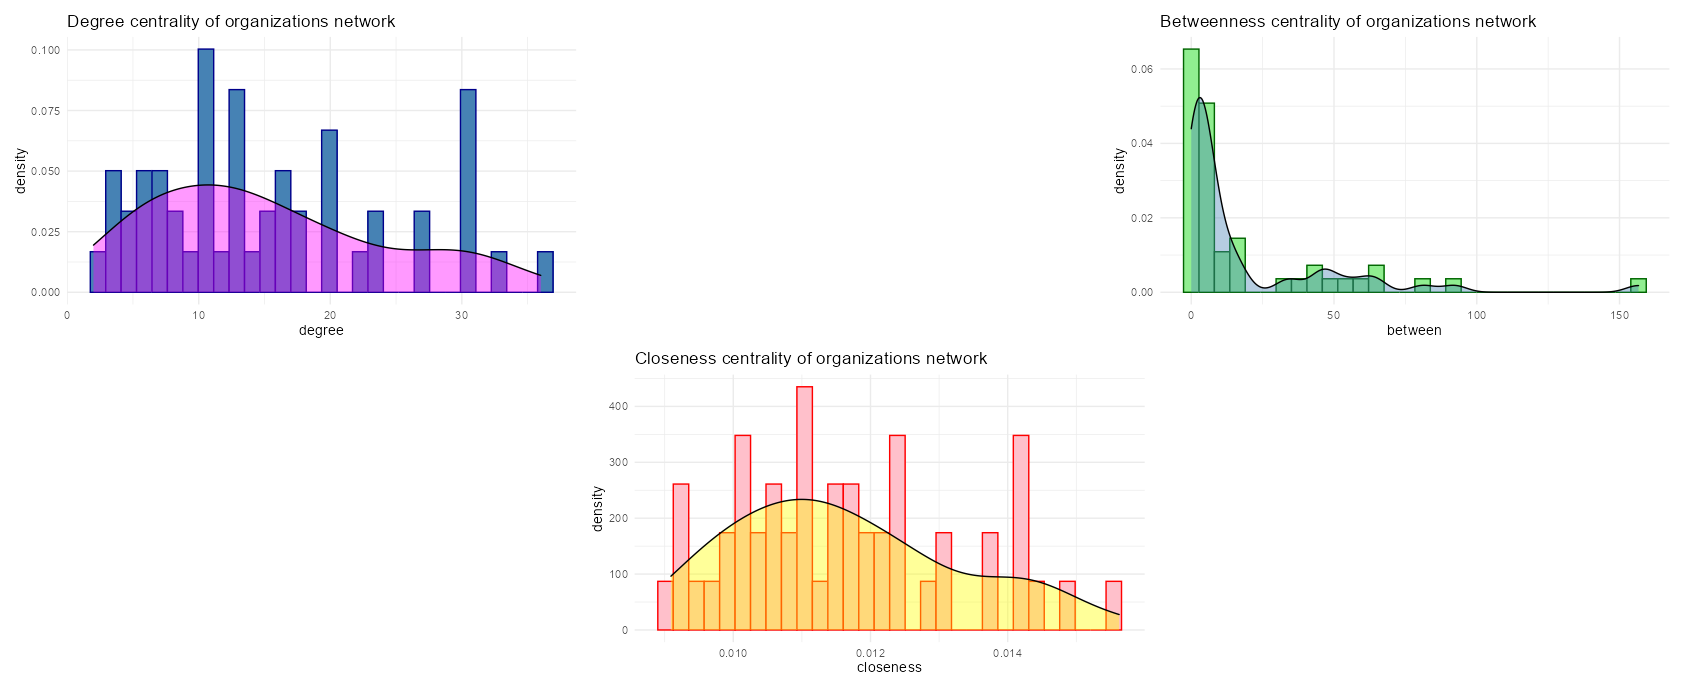 Degree centrality of organizations network
0.100
0.075
0.050
0.025
0.000
density
0
10
20
30
degree
Betweenness centrality of organizations network
0.06
0.04
0.02
0.00
density
0
50
100
150
between
Closeness centrality of organizations network
400
300
200
100
0
density
0.010
0.012
0.014
closeness